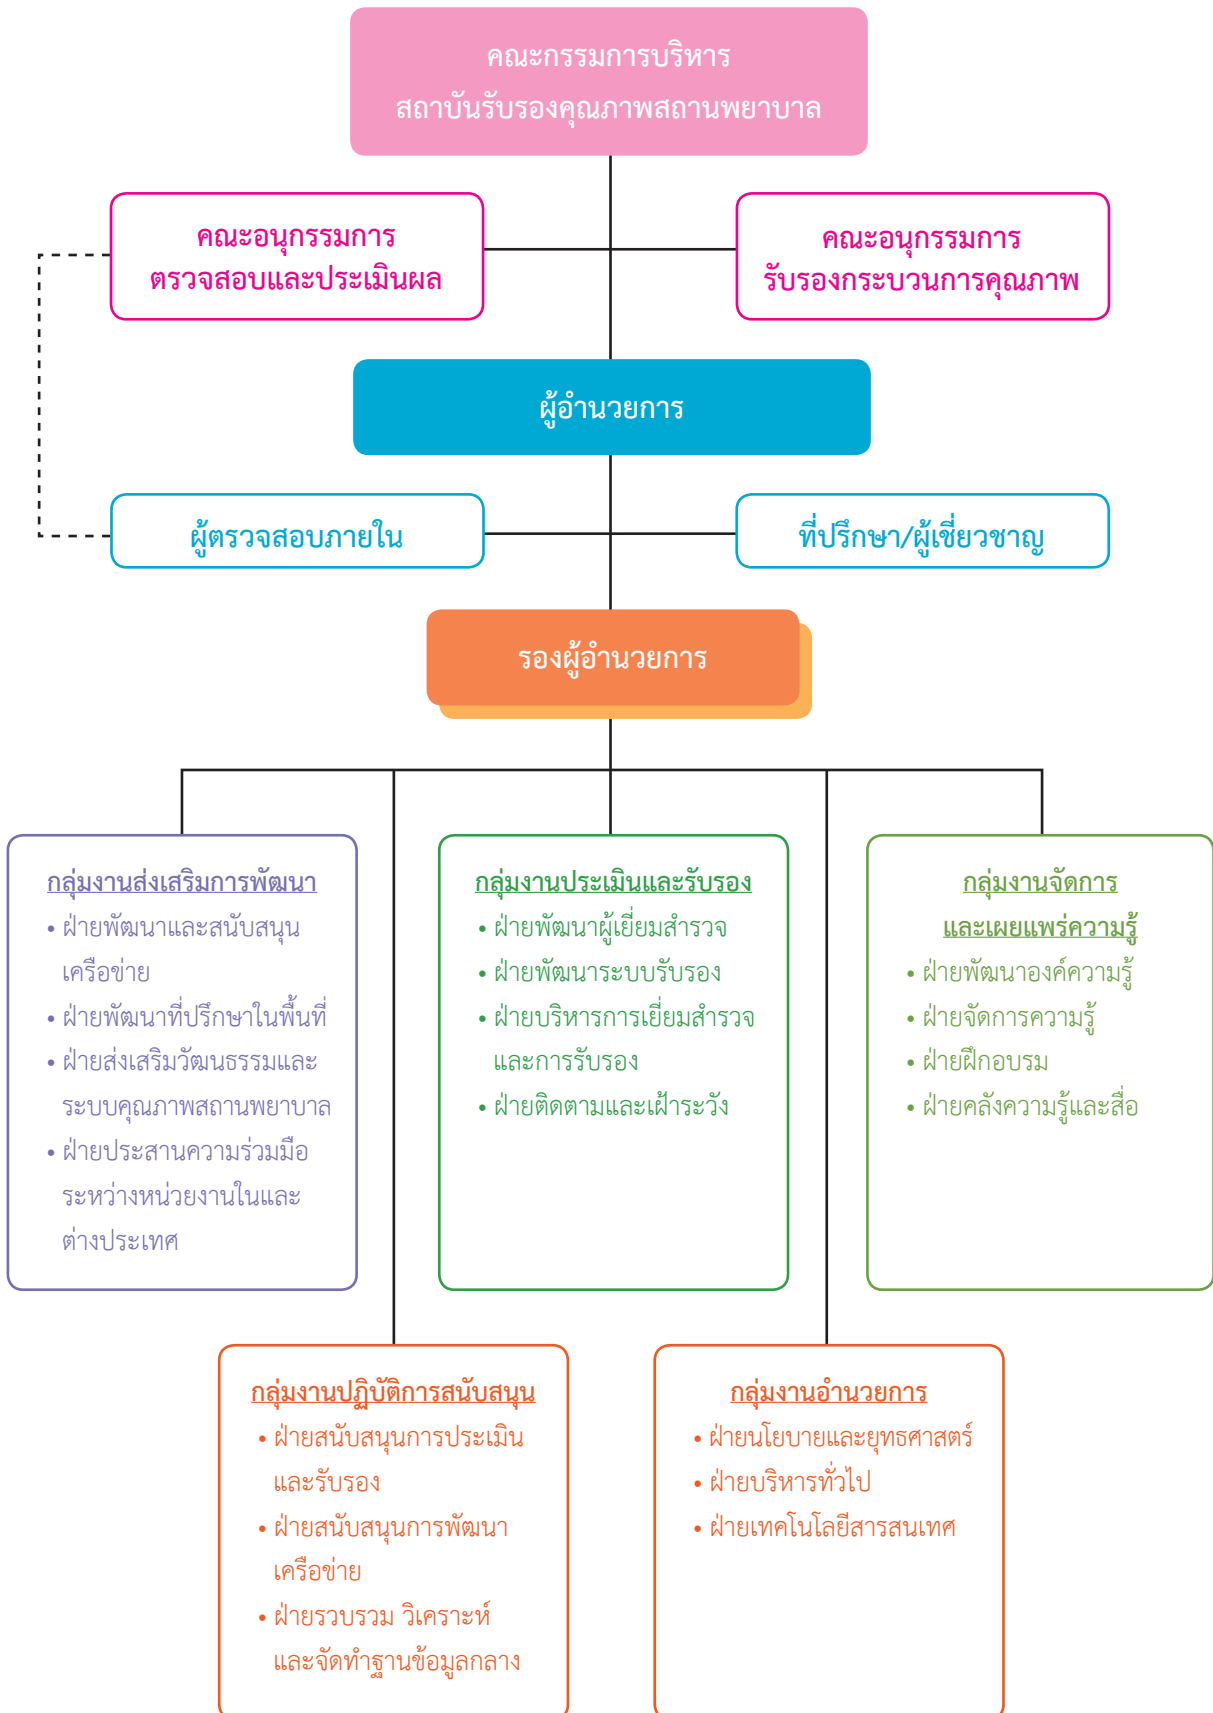 คณะกรรมการบริหาร
สถาบันรับรองคุณภาพสถานพยาบาล
คณะอนุกรรมการ
ตรวจสอบและประเมินผล
คณะอนุกรรมการ
รับรองกระบวนการคุณภาพ
ผู้อำนวยการ
ผู้ตรวจสอบภายใน
ที่ปรึกษา/ผู้เชี่ยวชาญ
รองผู้อำนวยการ
กลุ่มงานส่งเสริมการพัฒนา
• ฝ่ายพัฒนาและสนับสนุน
เครือข่าย
• ฝ่ายพัฒนาที่ปรึกษาในพื้นที่
• ฝ่ายส่งเสริมวัฒนธรรมและ
ระบบคุณภาพสถานพยาบาล
• ฝ่ายประสานความร่วมมือ
ระหว่างหน่วยงานในและ
ต่างประเทศ
กลุ่มงานประเมินและรับรอง
• ฝ่ายพัฒนาผู้เยี่ยมสำรวจ
• ฝ่ายพัฒนาระบบรับรอง
• ฝ่ายบริหารการเยี่ยมสำรวจ
และการรับรอง
• ฝ่ายติดตามและเฝ้าระวัง
กลุ่มงานจัดการ
และเผยแพร่ความรู้
• ฝ่ายพัฒนาองค์ความรู้
• ฝ่ายจัดการความรู้
• ฝ่ายฝึกอบรม
• ฝ่ายคลังความรู้และสื่อ
กลุ่มงานปฏิบัติการสนับสนุน
• ฝ่ายสนับสนุนการประเมิน
และรับรอง
• ฝ่ายสนับสนุนการพัฒนา
เครือข่าย
• ฝ่ายรวบรวม วิเคราะห์
และจัดทำฐานข้อมูลกลาง
กลุ่มงานอำนวยการ
• ฝ่ายนโยบายและยุทธศาสตร์
• ฝ่ายบริหารทั่วไป
• ฝ่ายเทคโนโลยีสารสนเทศ